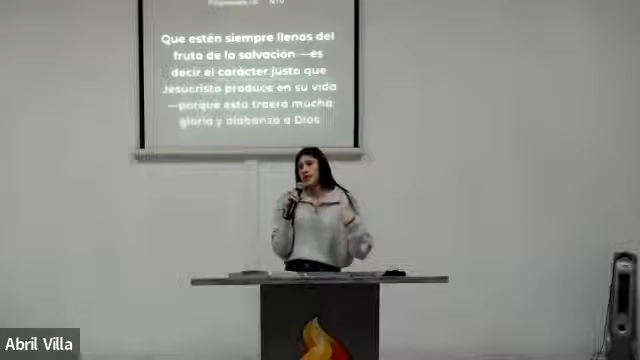 NTV
Que estén siempre llenos del
fruto de la salvación —es
decir el carácter justo que
Jesucristo produce en su vida
—porque esto traerá mucha
gloria y alabanza a Dios
Abril Villa